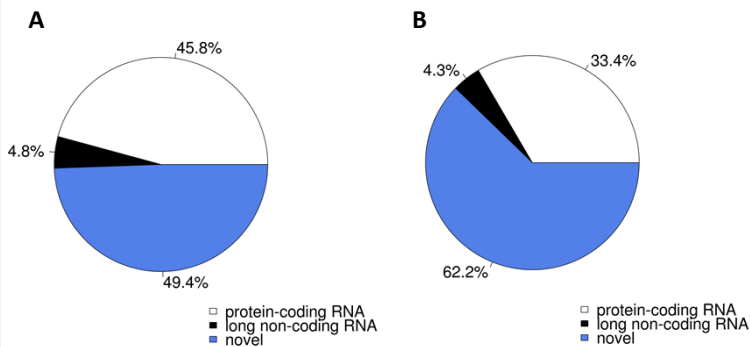 A
45.8%
4.8%
49.4%
protein-coding RNA
long non-coding RNA
novel
B
33.4%
4.3%
62.2%
protein-coding RNA
long non-coding RNA
novel